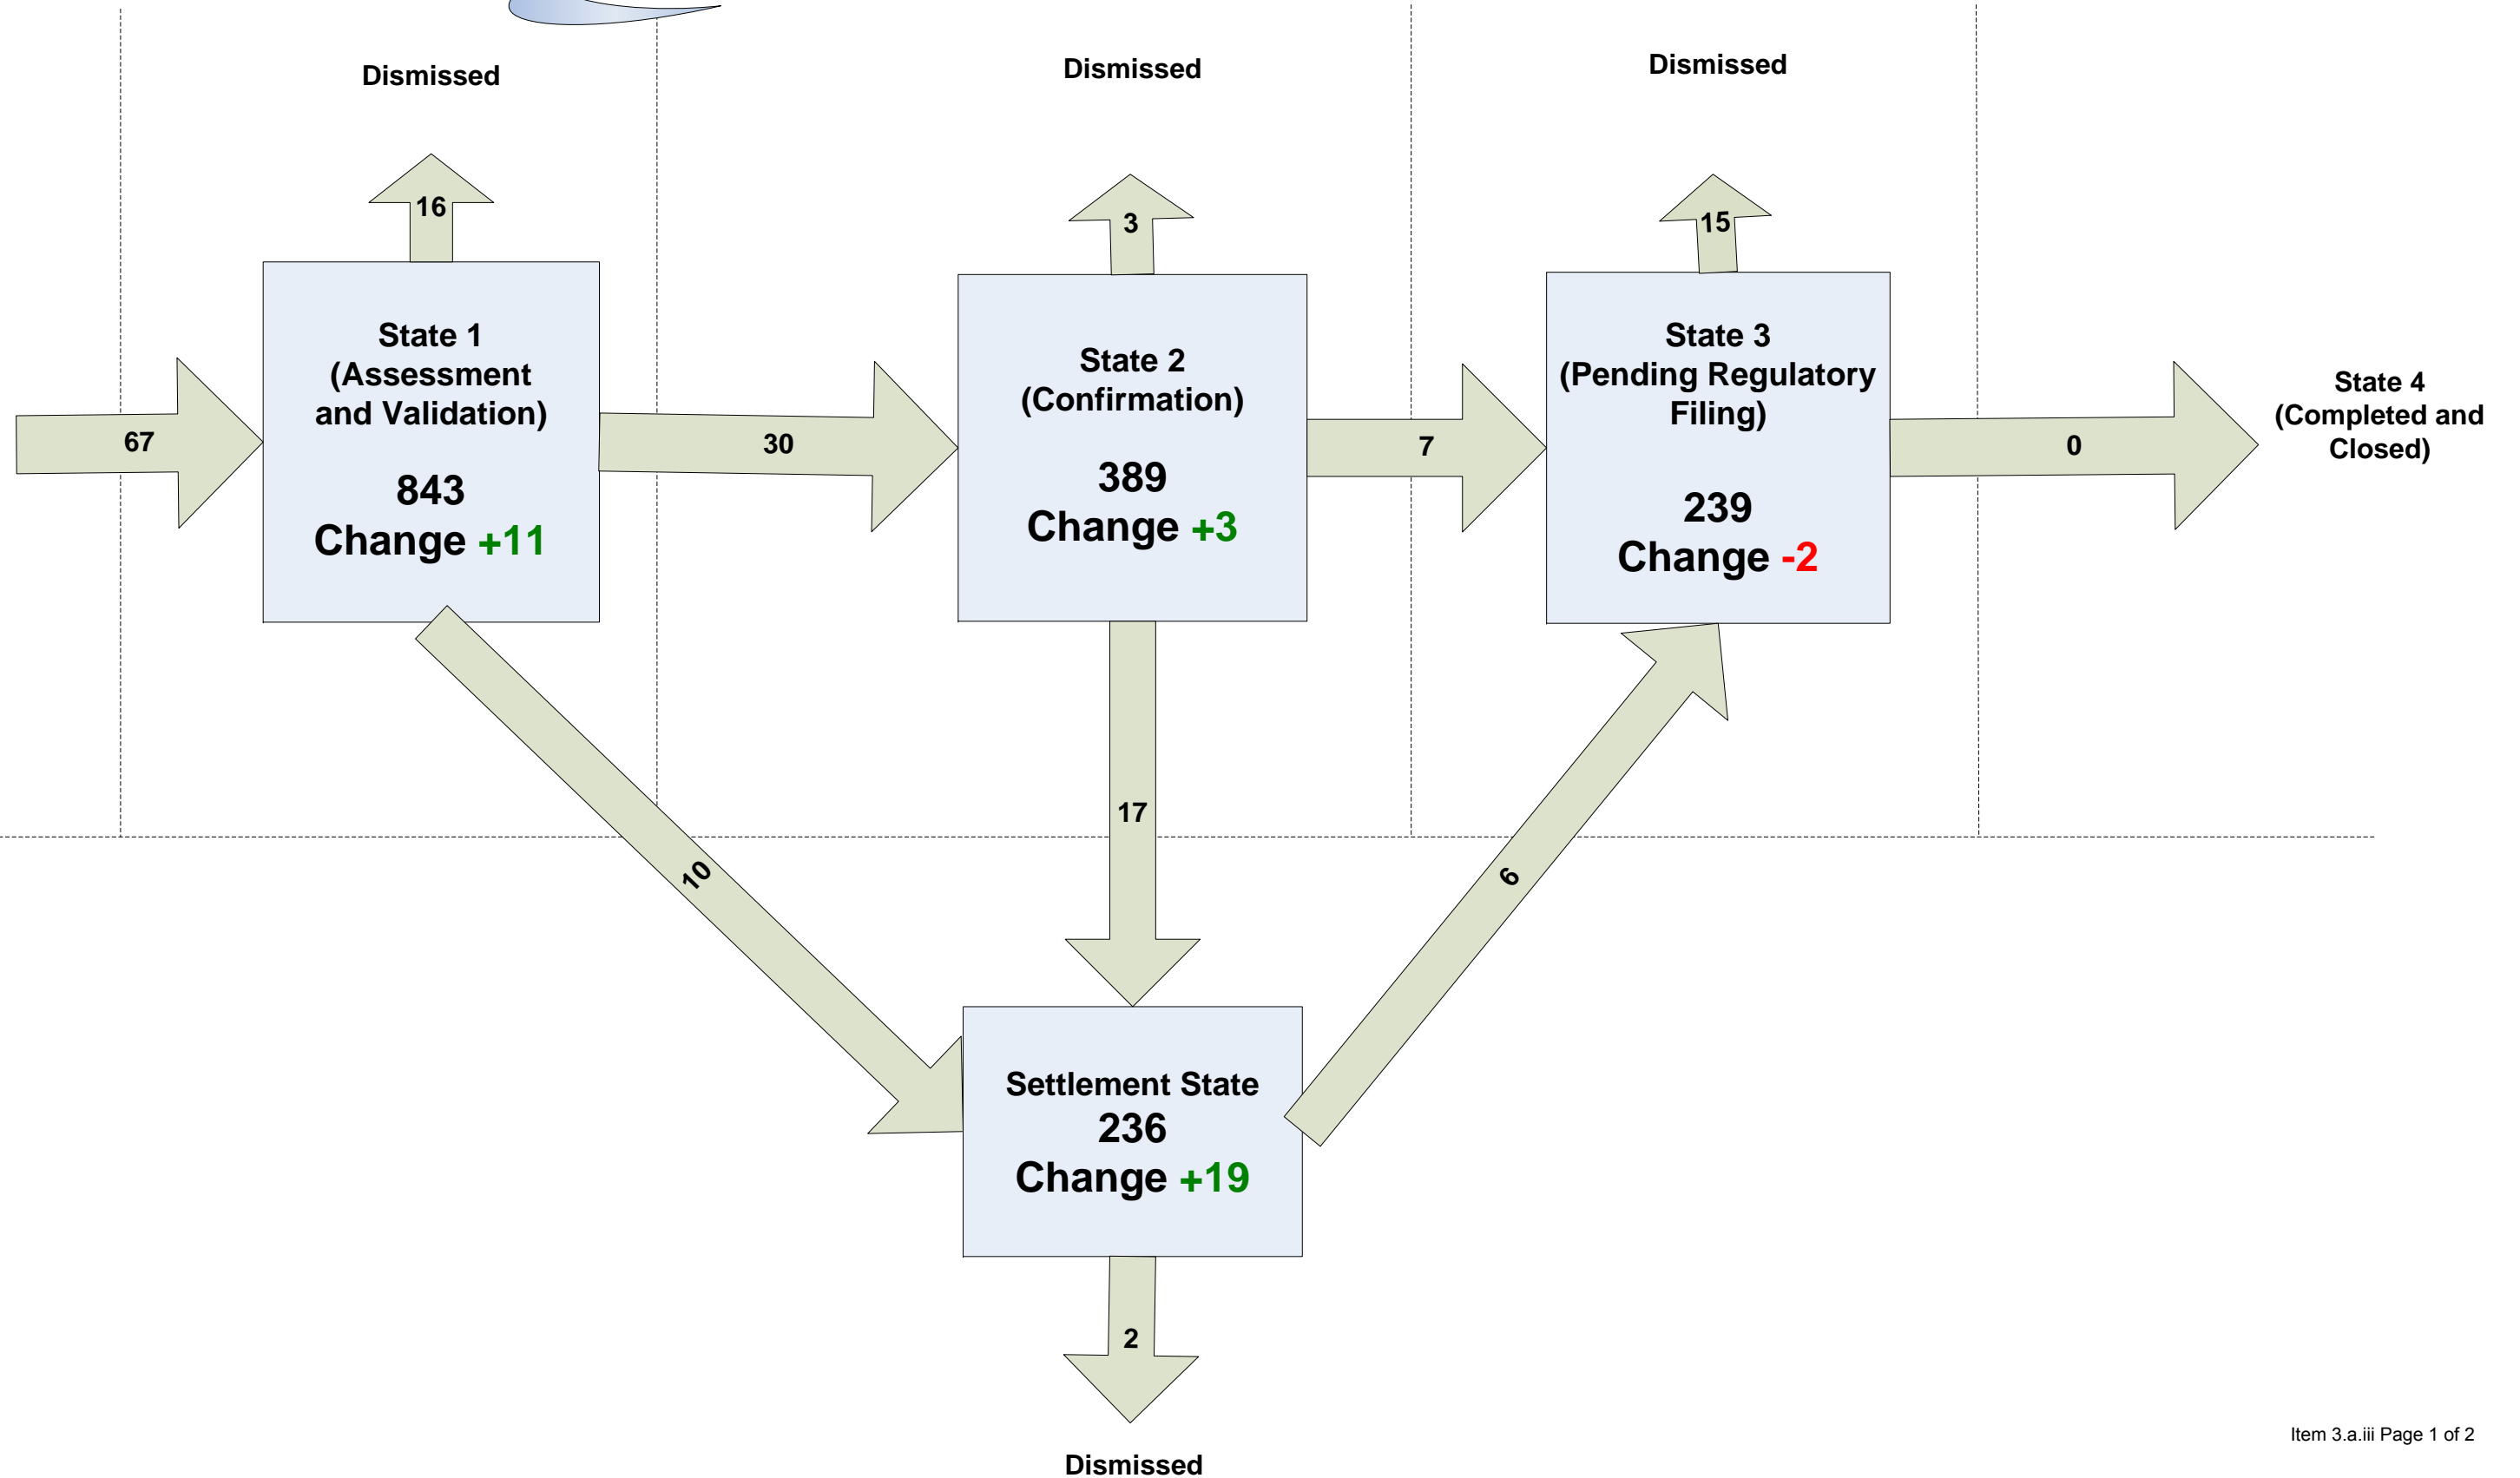 Dismissed
Dismissed
Dismissed
16
3
15
67
State 1
(Assessment
and Validation)
843
Change +11
30
State 2
(Confirmation)
389
Change +3
7
State 3
(Pending Regulatory
Filing)
239
Change -2
0
State 4
(Completed and
Closed)
10
17
6
Settlement State
236
Change +19
2
Dismissed
Item 3.a.iii Page 1 of 2